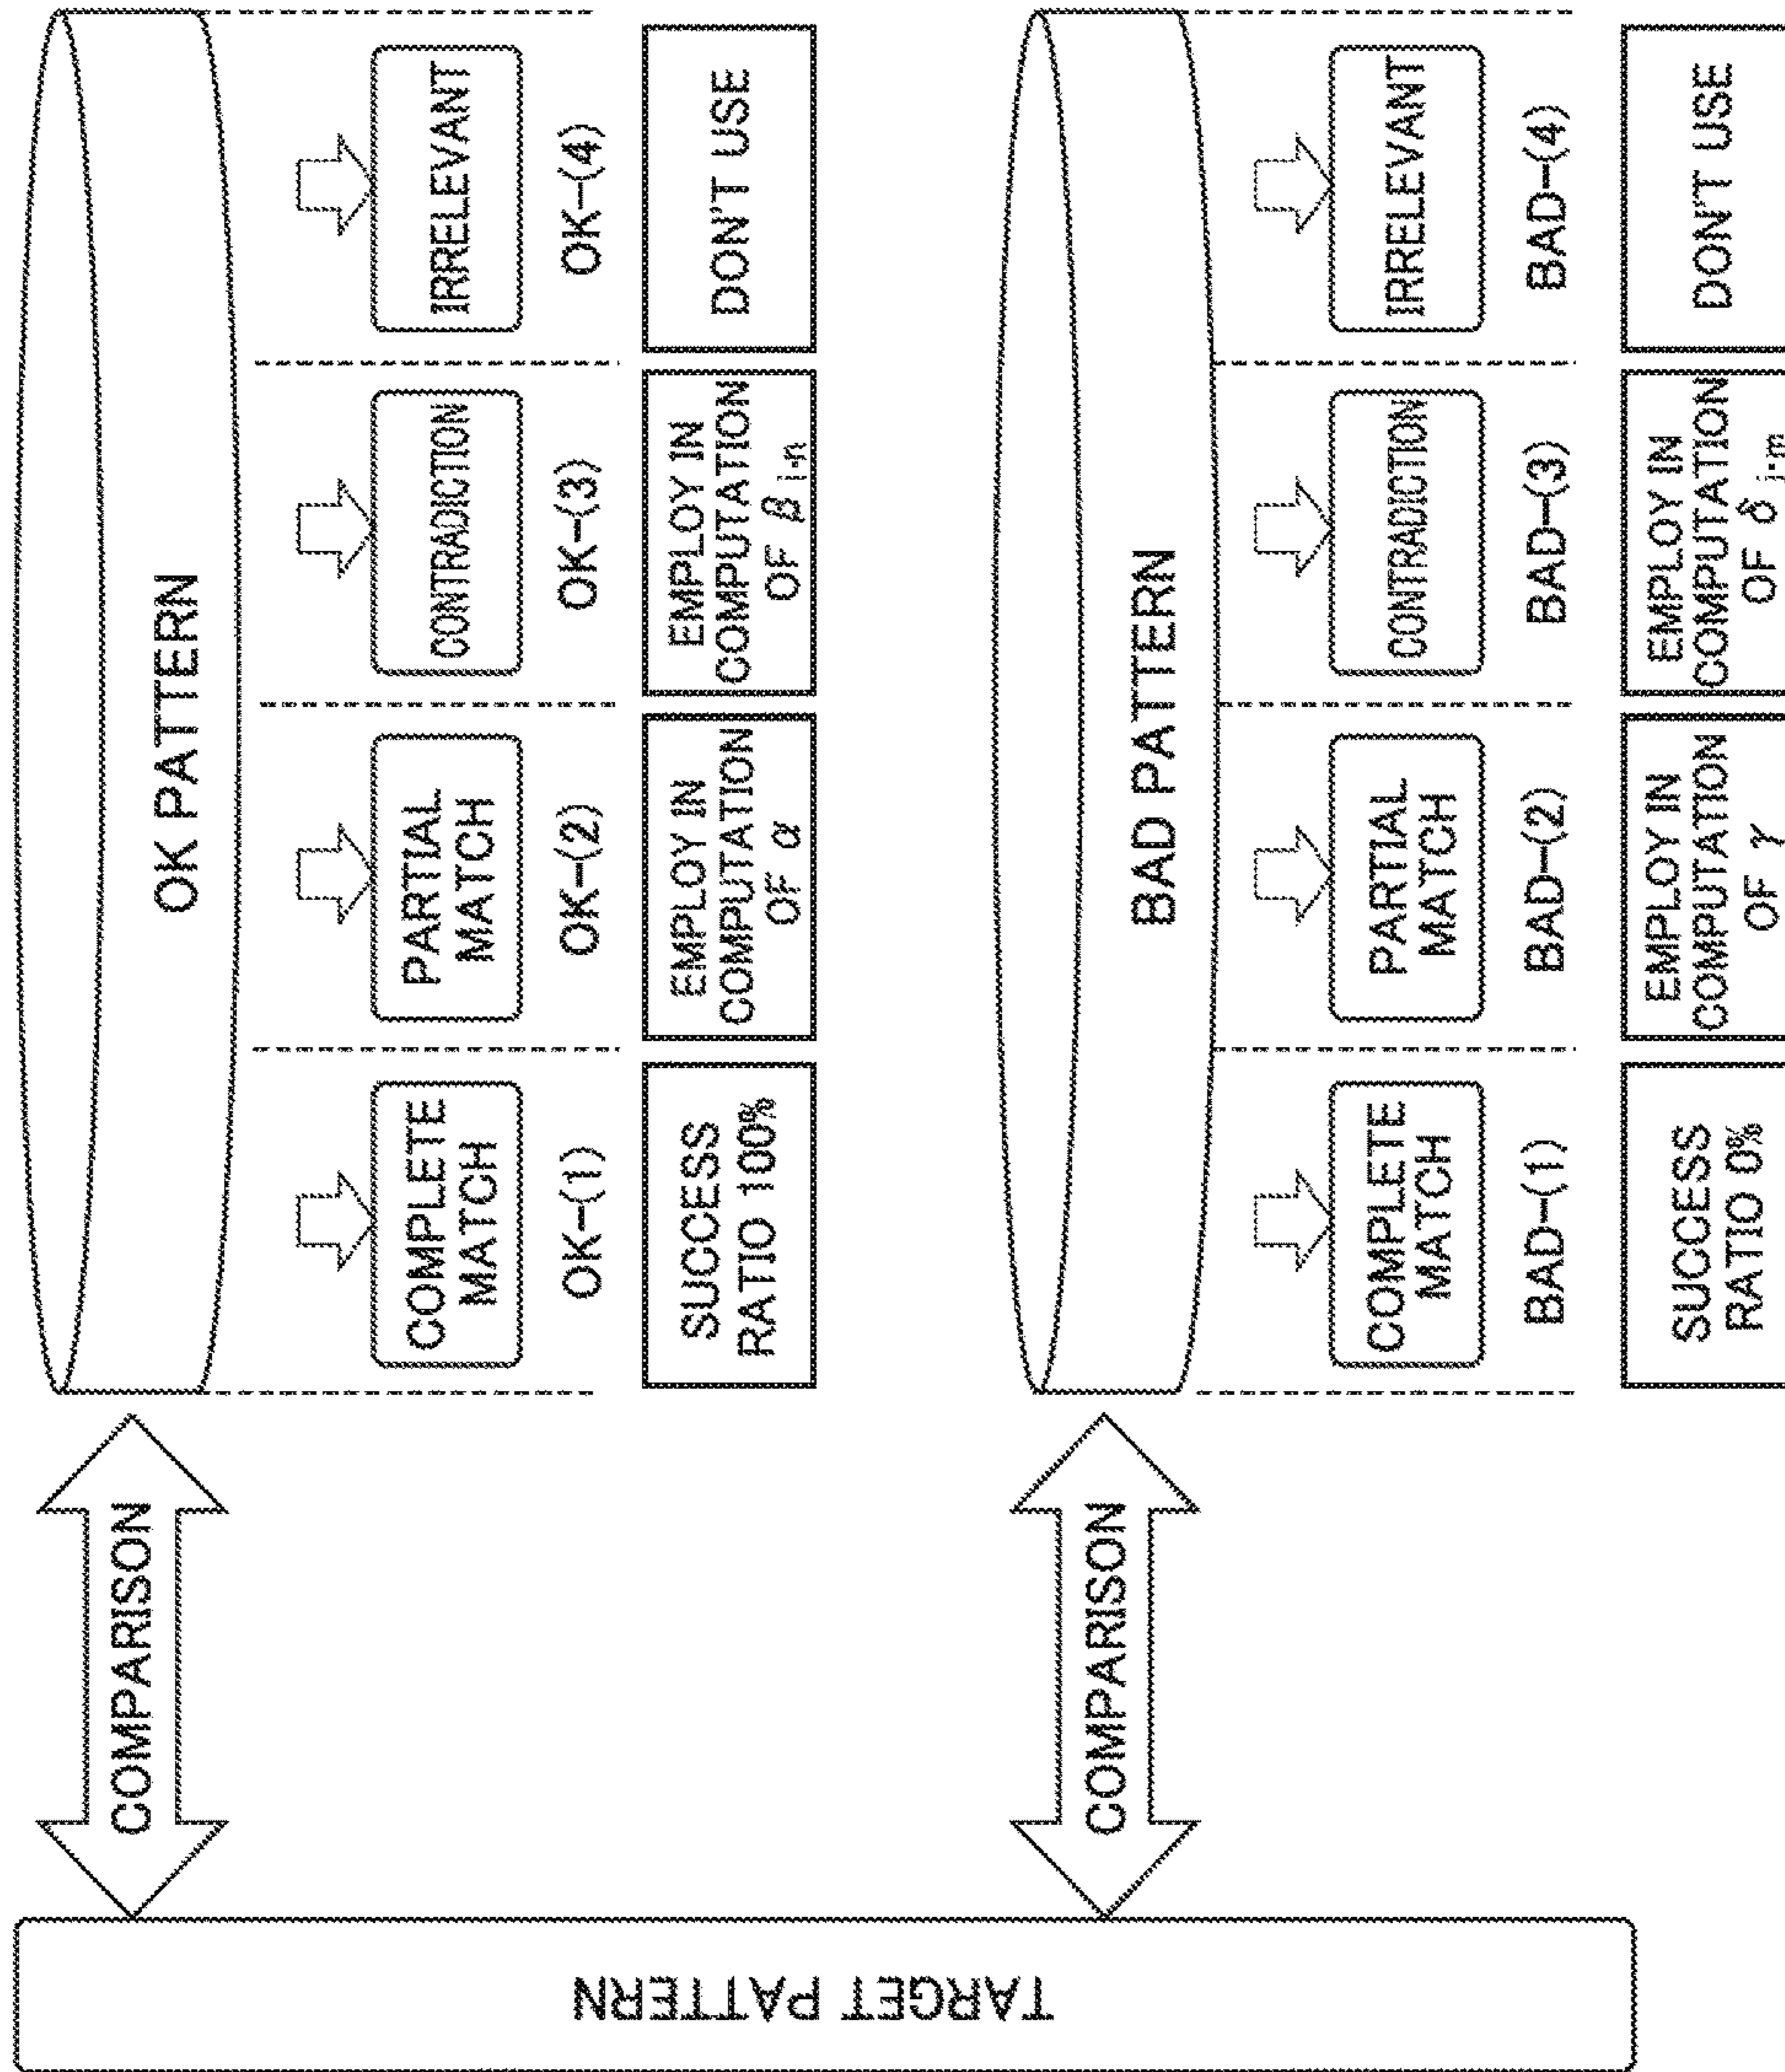 TARGET PATTERN
COMPARISON
OK PATTERN
COMPLETE
MATCH
OK-(1)
SUCCESS
RATIO 100%
PARTIAL
MATCH
OK-(2)
EMPLOY IN
COMPUTATION
OF α
CONTRADICTION
OK-(3)
EMPLOY IN
COMPUTATION
OF β i·n
IRRELEVANT
OK-(4)
DON'T USE
COMPARISON
BAD PATTERN
COMPLETE
MATCH
BAD-(1)
SUCCESS
RATIO 0%
PARTIAL
MATCH
BAD-(2)
EMPLOY IN
COMPUTATION
OF γ
CONTRADICTION
BAD-(3)
EMPLOY IN
COMPUTATION
OF δ j·m
IRRELEVANT
BAD-(4)
DON'T USE